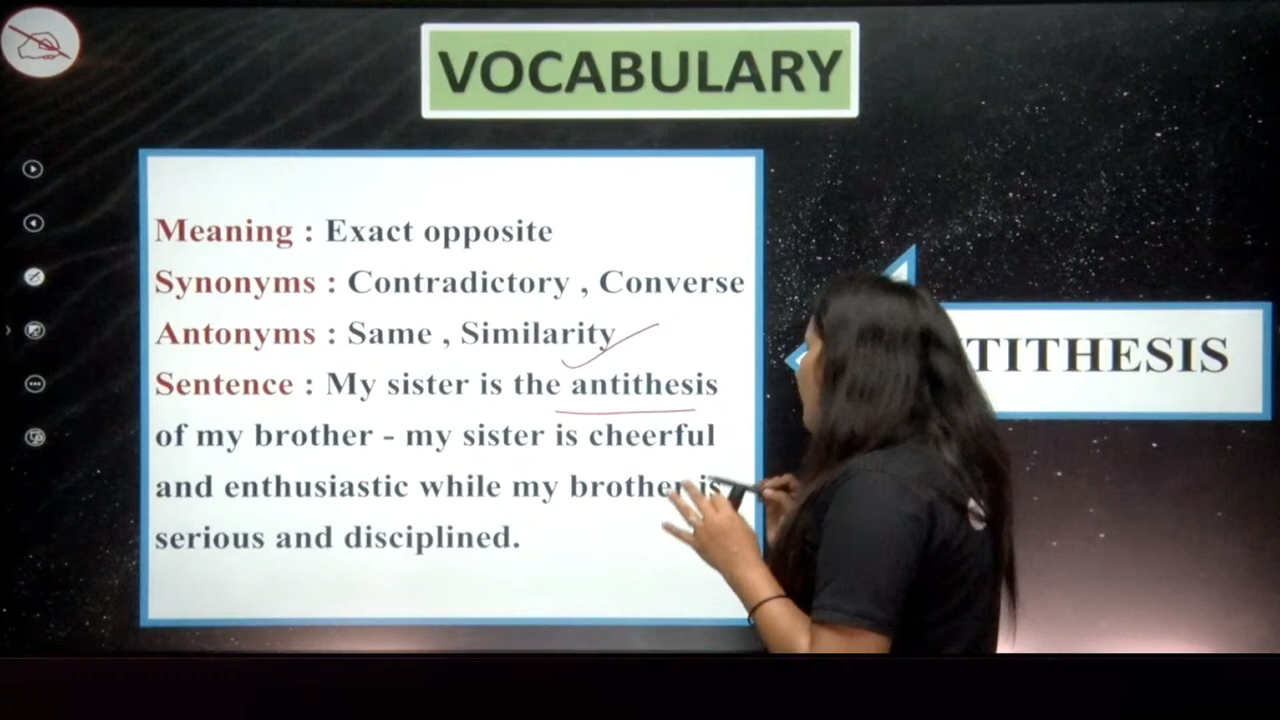 VOCABULARY
Meaning : Exact opposite
Synonyms : Contradictory , Converse
Antonyms : Same , Similarity
Sentence : My sister is the antithesis
of my brother - my sister is cheerful
and enthusiastic while my brother is
serious and disciplined.
TITHESIS